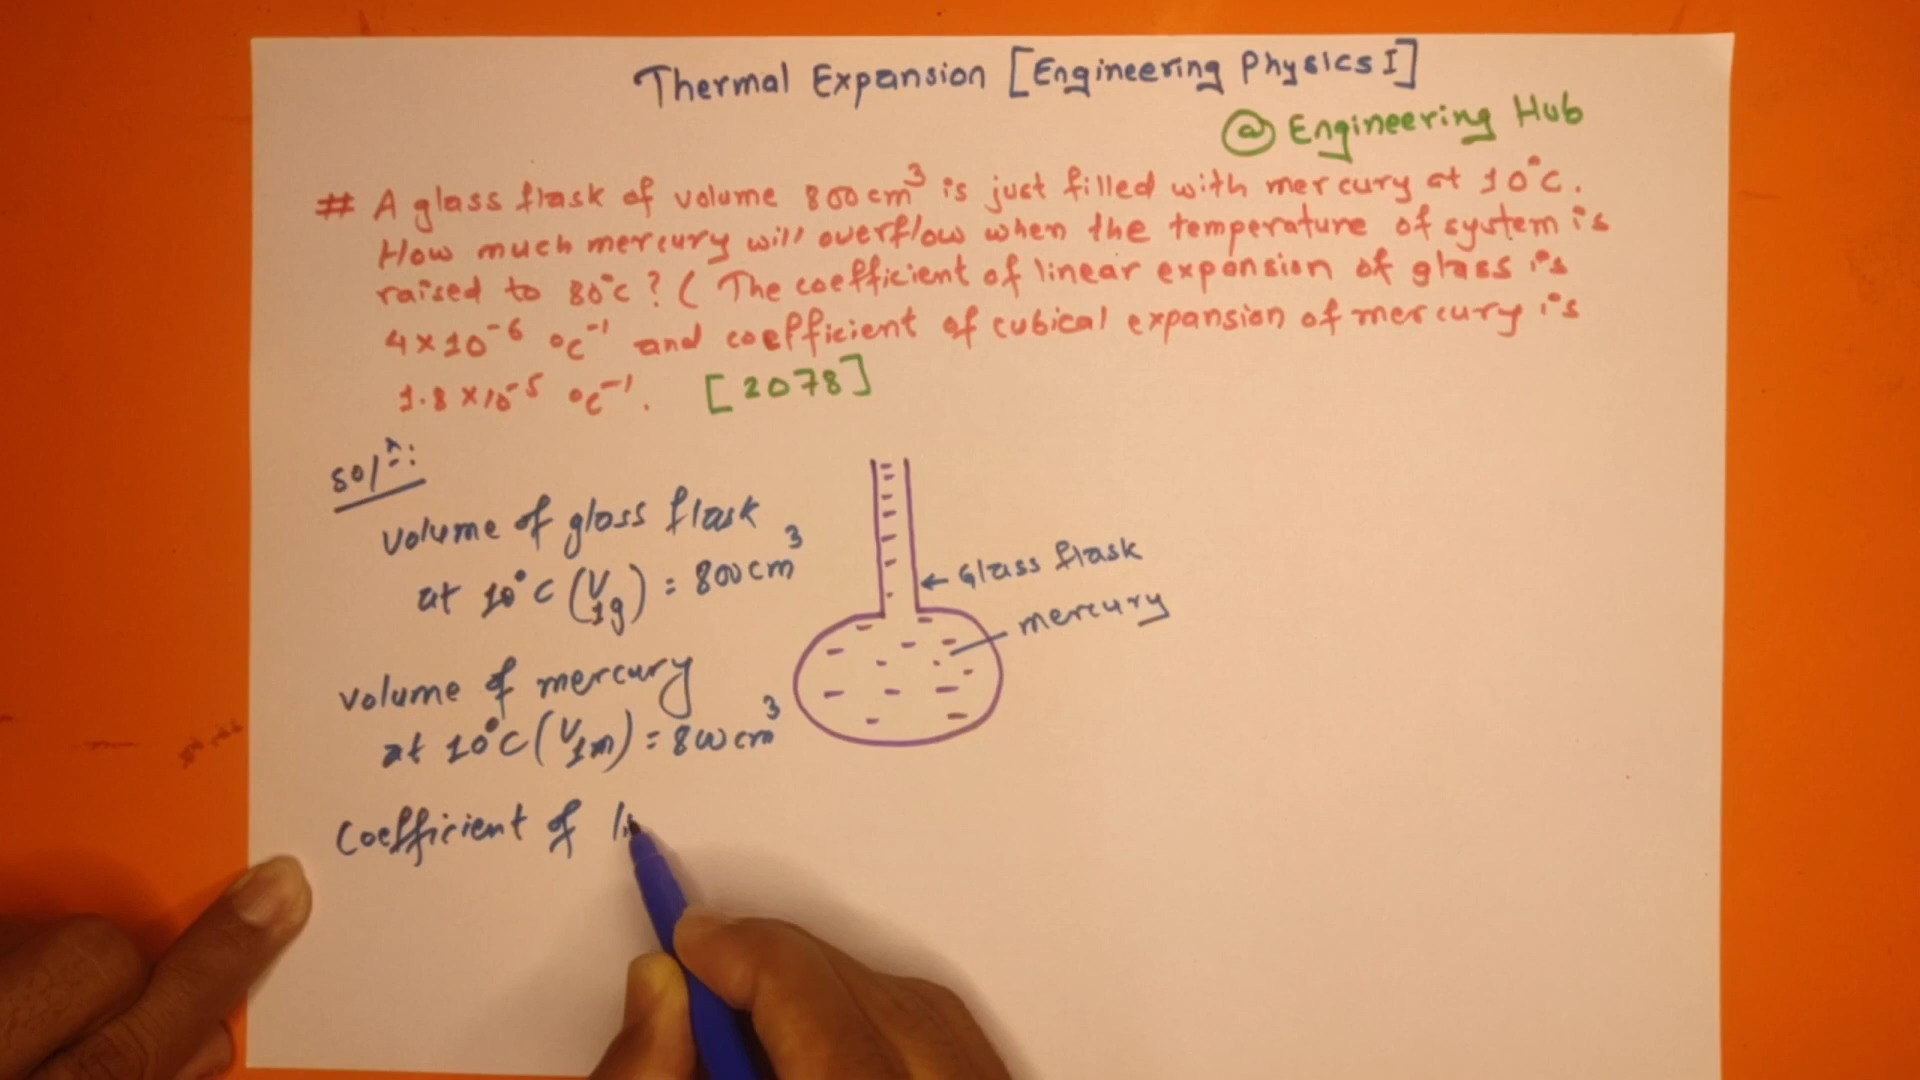 Thermal Expansion [Engineering Physics I]
@ Engineering Hub
# A glass flask of volume 800 cm³ is just filled with mercury at 10°C.
How much mercury will overflow when the temperature of system is
raised to 80°C? ( The coefficient of linear expansion of glass is
4×10⁻⁶ °C⁻¹ and coefficient of cubical expansion of mercury is
1.8×10⁻⁵ °C⁻¹. [2078]
Solⁿ:
Volume of glass flask
at 10°C (V1g) = 800 cm³
← Glass flask
mercury
Volume of mercury
at 10°C (V1m) = 800 cm³
Coefficient of